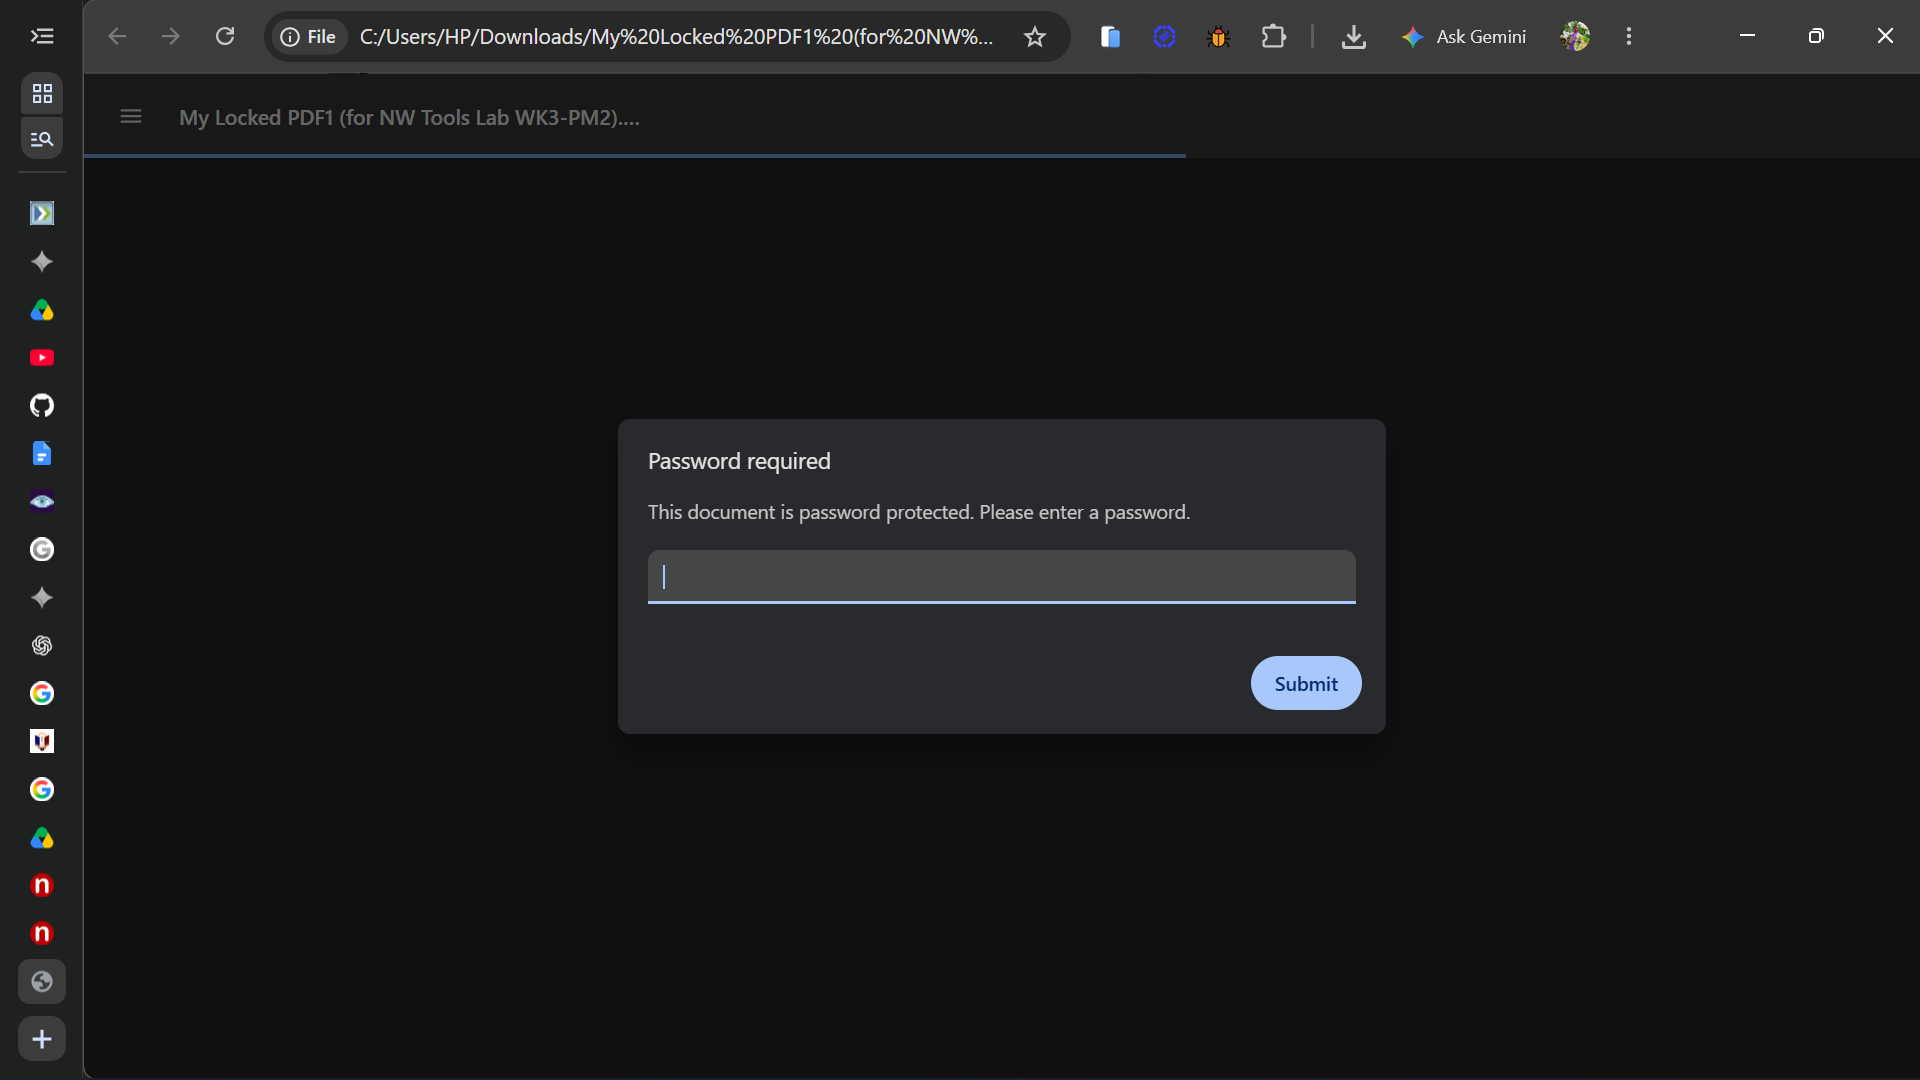 File
C:/Users/HP/Downloads/My%20Locked%20PDF1%20(for%20NW%...
Ask Gemini
My Locked PDF1 (for NW Tools Lab WK3-PM2)....
Password required
This document is password protected. Please enter a password.
Submit